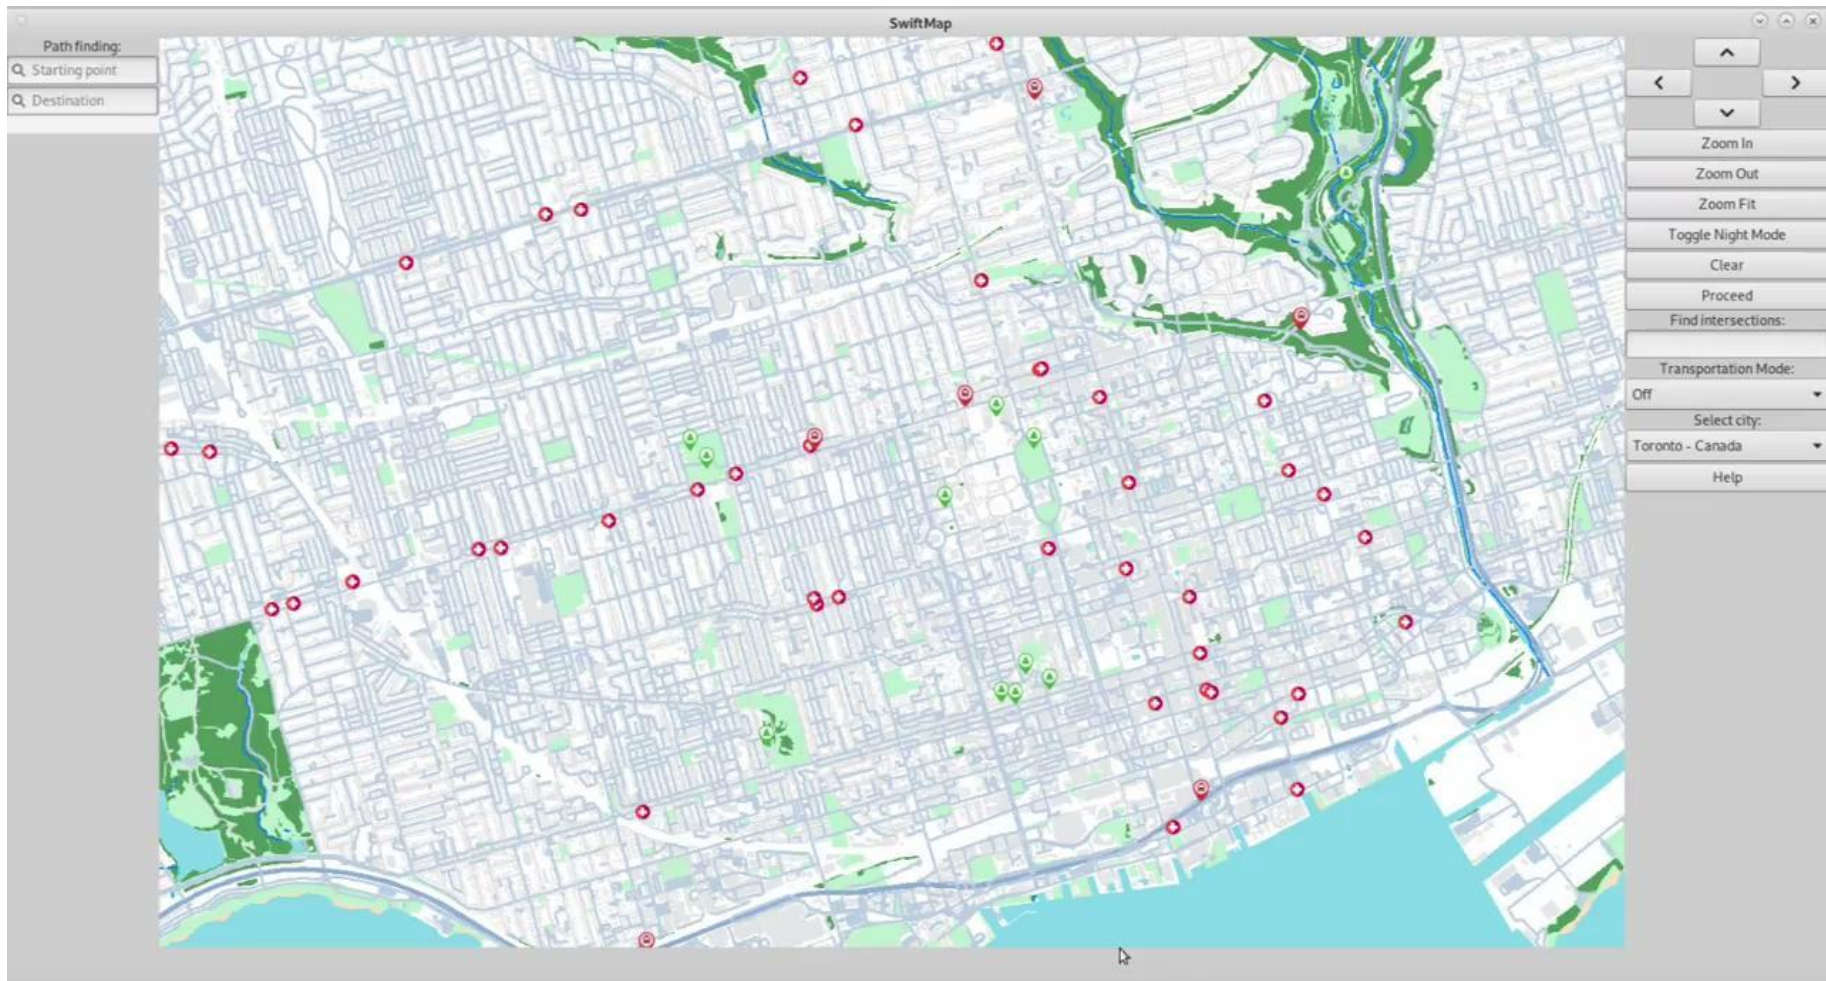 SwiftMap
Path finding:
Starting point
Destination
Zoom In
Zoom Out
Zoom Fit
Toggle Night Mode
Clear
Proceed
Find intersections:
Transportation Mode:
Off
Select city:
Toronto - Canada
Help